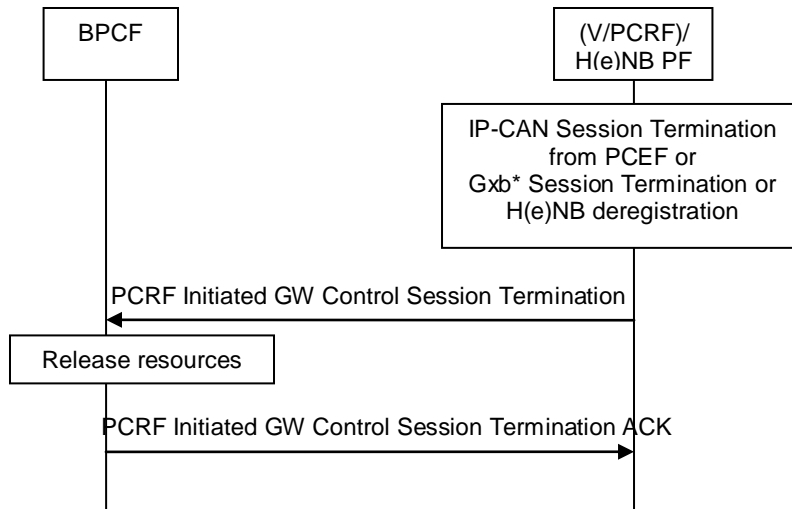 BPCF
(V/PCRF)/
H(e)NB PF
IP-CAN Session Termination
from PCEF or
Gxb* Session Termination or
H(e)NB deregistration
PCRF Initiated GW Control Session Termination
Release resources
PCRF Initiated GW Control Session Termination ACK